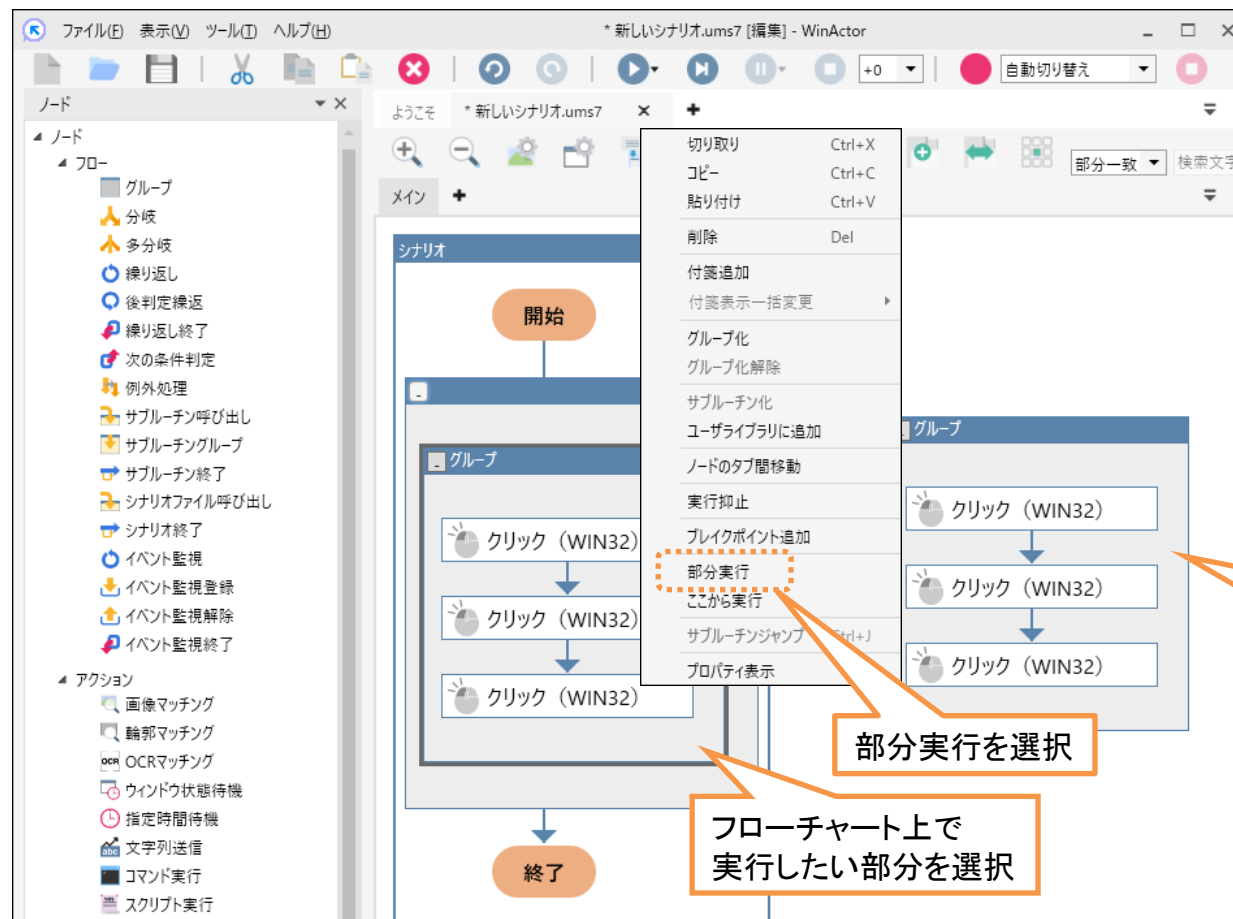 ファイル(F) 表示(V) ツール(T) ヘルプ(H)
* 新しいシナリオ.ums7 [編集] - WinActor
+0
自動切り替え
ノード
ノード
フロー
グループ
分岐
多分岐
繰り返し
後判定繰返
繰り返し終了
次の条件判定
例外処理
サブルーチン呼び出し
サブルーチングループ
サブルーチン終了
シナリオファイル呼び出し
シナリオ終了
イベント監視
イベント監視登録
イベント監視解除
イベント監視終了
アクション
画像マッチング
輪郭マッチング
OCR OCRマッチング
ウィンドウ状態待機
指定時間待機
abc 文字列送信
コマンド実行
スクリプト実行
ようこそ * 新しいシナリオ.ums7
部分一致 検索文字
メイン
シナリオ
開始
グループ
クリック（WIN32）
クリック（WIN32）
クリック（WIN32）
終了
切り取り Ctrl+X
コピー Ctrl+C
貼り付け Ctrl+V
削除 Del
付箋追加
付箋表示一括変更
グループ化
グループ化解除
サブルーチン化
ユーザライブラリに追加
ノードのタブ間移動
実行抑止
ブレイクポイント追加
部分実行
ここから実行
サブルーチンジャンプ Ctrl+J
プロパティ表示
グループ
クリック（WIN32）
クリック（WIN32）
クリック（WIN32）
部分実行を選択
フローチャート上で
実行したい部分を選択